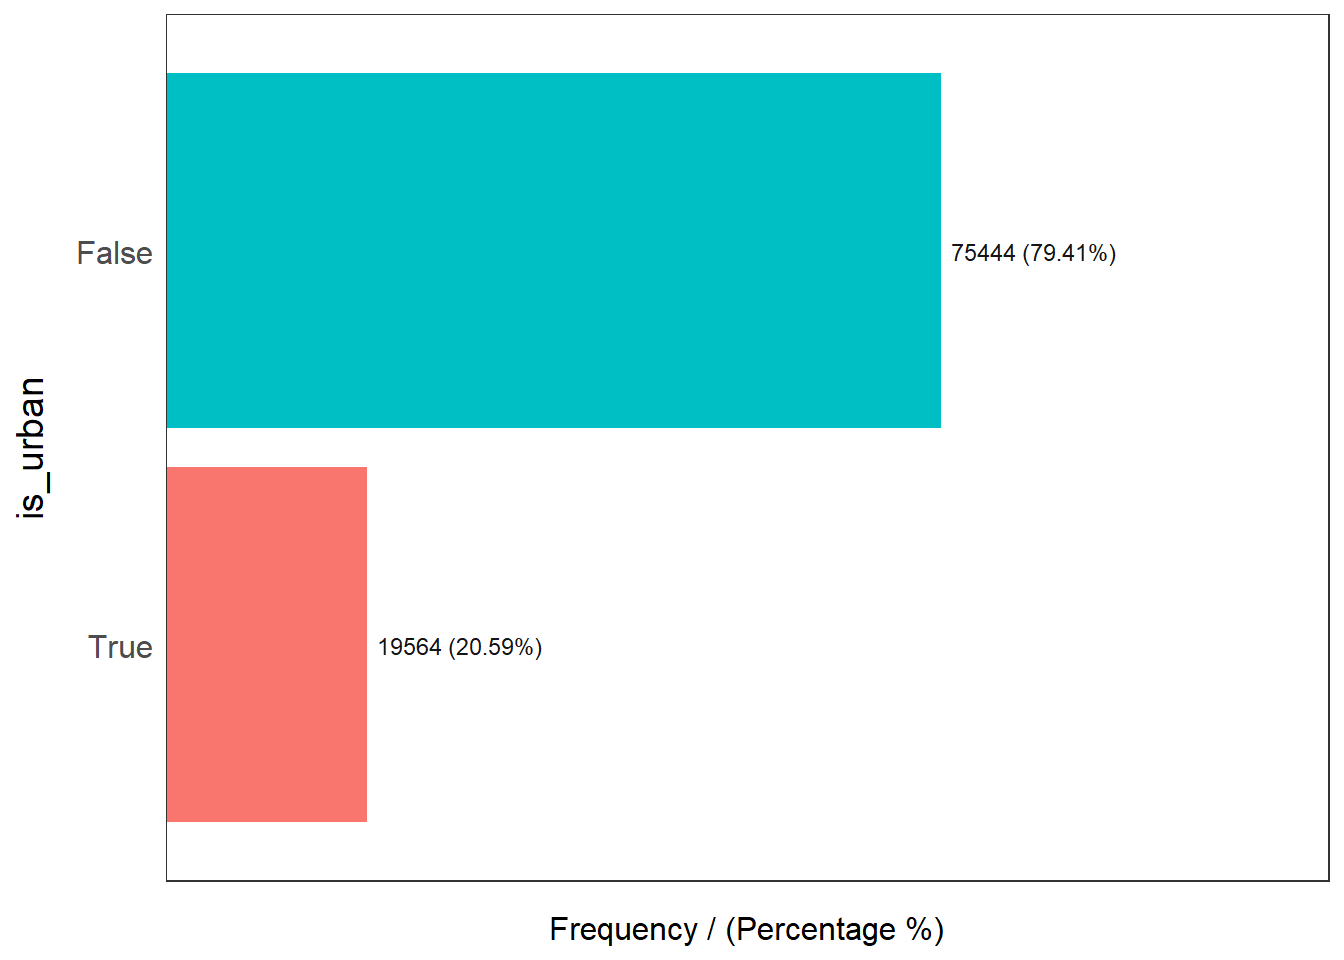 is_urban
False
75444 (79.41%)
True
19564 (20.59%)
Frequency / (Percentage %)